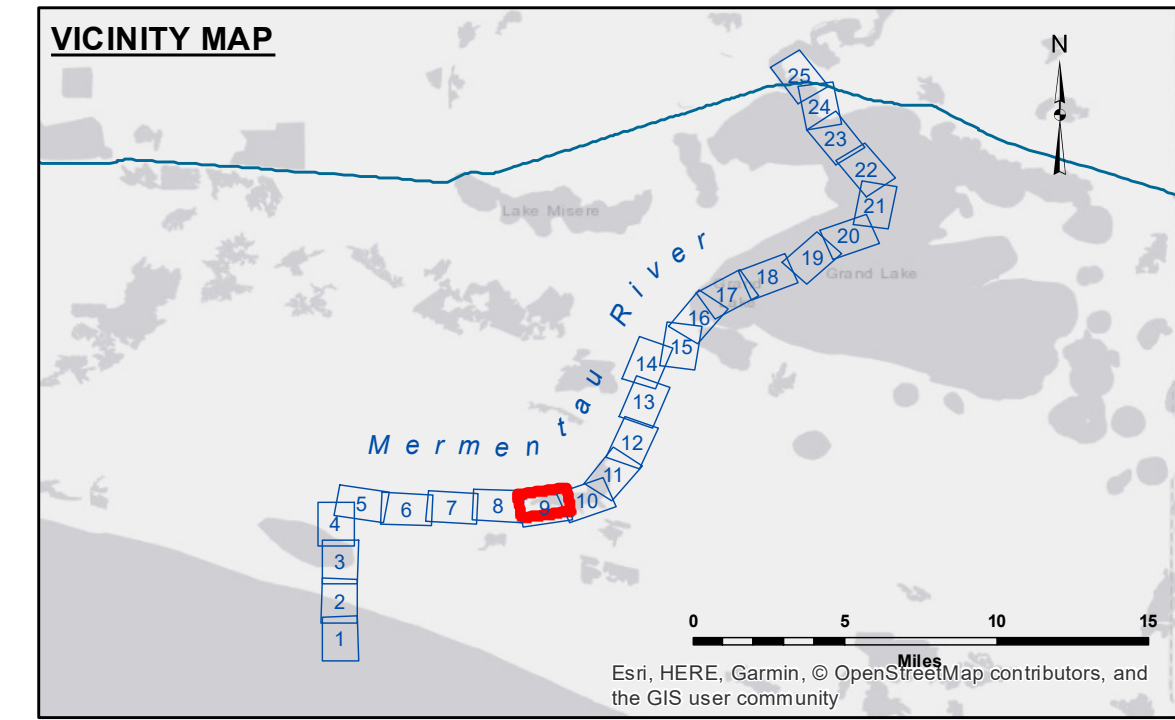 VICINITY MAP
N
25
24
23
22
21
20
19
18
17
16
15
14
13
12
11
10
9
8
7
6
5
4
3
2
1
Lake Misere
Grand Lake
Grand
Mermentau River
0 5 10 15
Miles
Esri, HERE, Garmin, © OpenStreetMap contributors, and
the GIS user community